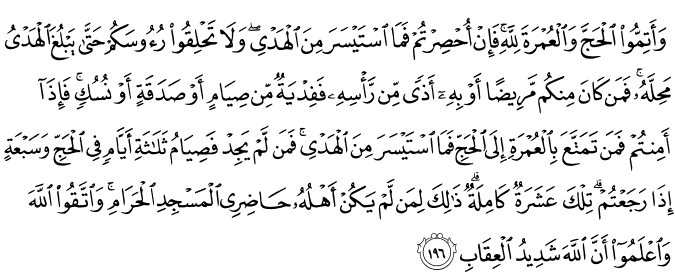 وَأَتِمُّوا۟ ٱلْحَجَّ وَٱلْعُمْرَةَ لِلَّهِ ۚ فَإِنْ أُحْصِرْتُمْ فَمَا ٱسْتَيْسَرَ مِنَ ٱلْهَدْىِ ۖ وَلَا تَحْلِقُوا۟ رُءُوسَكُمْ حَتَّىٰ يَبْلُغَ ٱلْهَدْىُ
مَحِلَّهُۥ ۚ فَمَن كَانَ مِنكُم مَّرِيضًا أَوْ بِهِۦٓ أَذًى مِّن رَّأْسِهِۦ فَفِدْيَةٌ مِّن صِيَامٍ أَوْ صَدَقَةٍ أَوْ نُسُكٍ ۚ فَإِذَآ
أَمِنتُمْ فَمَن تَمَتَّعَ بِٱلْعُمْرَةِ إِلَى ٱلْحَجِّ فَمَا ٱسْتَيْسَرَ مِنَ ٱلْهَدْىِ ۚ فَمَن لَّمْ يَجِدْ فَصِيَامُ ثَلَٰثَةِ أَيَّامٍ فِى ٱلْحَجِّ وَسَبْعَةٍ
إِذَا رَجَعْتُمْ ۗ تِلْكَ عَشَرَةٌ كَامِلَةٌ ۗ ذَٰلِكَ لِمَن لَّمْ يَكُنْ أَهْلُهُۥ حَاضِرِى ٱلْمَسْجِدِ ٱلْحَرَامِ ۚ وَٱتَّقُوا۟ ٱللَّهَ
وَٱعْلَمُوٓا۟ أَنَّ ٱللَّهَ شَدِيدُ ٱلْعِقَابِ ١٩٦